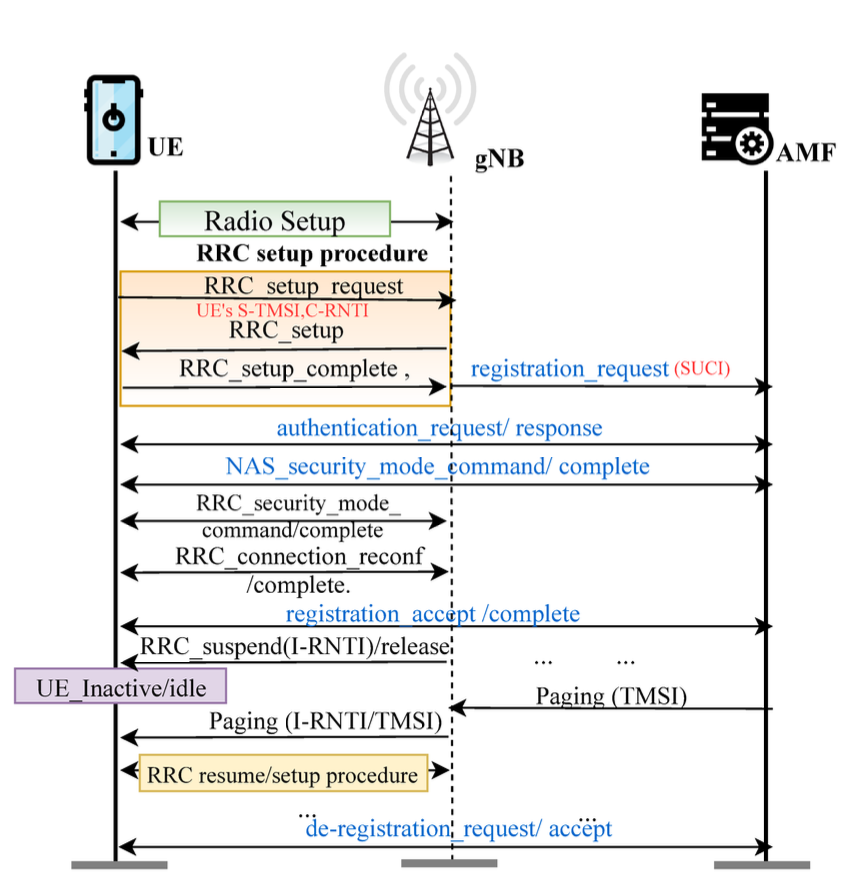 UE
gNB
AMF
Radio Setup
RRC setup procedure
RRC_setup_request
UE's S-TMSI,C-RNTI
RRC_setup
RRC_setup_complete ,
registration_request (SUCI)
authentication_request/ response
NAS_security_mode_command/ complete
RRC_security_mode_
command/complete
RRC_connection_reconf
/complete.
registration_accept /complete
RRC_suspend(I-RNTI)/release
... ...
UE_Inactive/idle
Paging (TMSI)
Paging (I-RNTI/TMSI)
RRC resume/setup procedure
... ...
de-registration_request/ accept